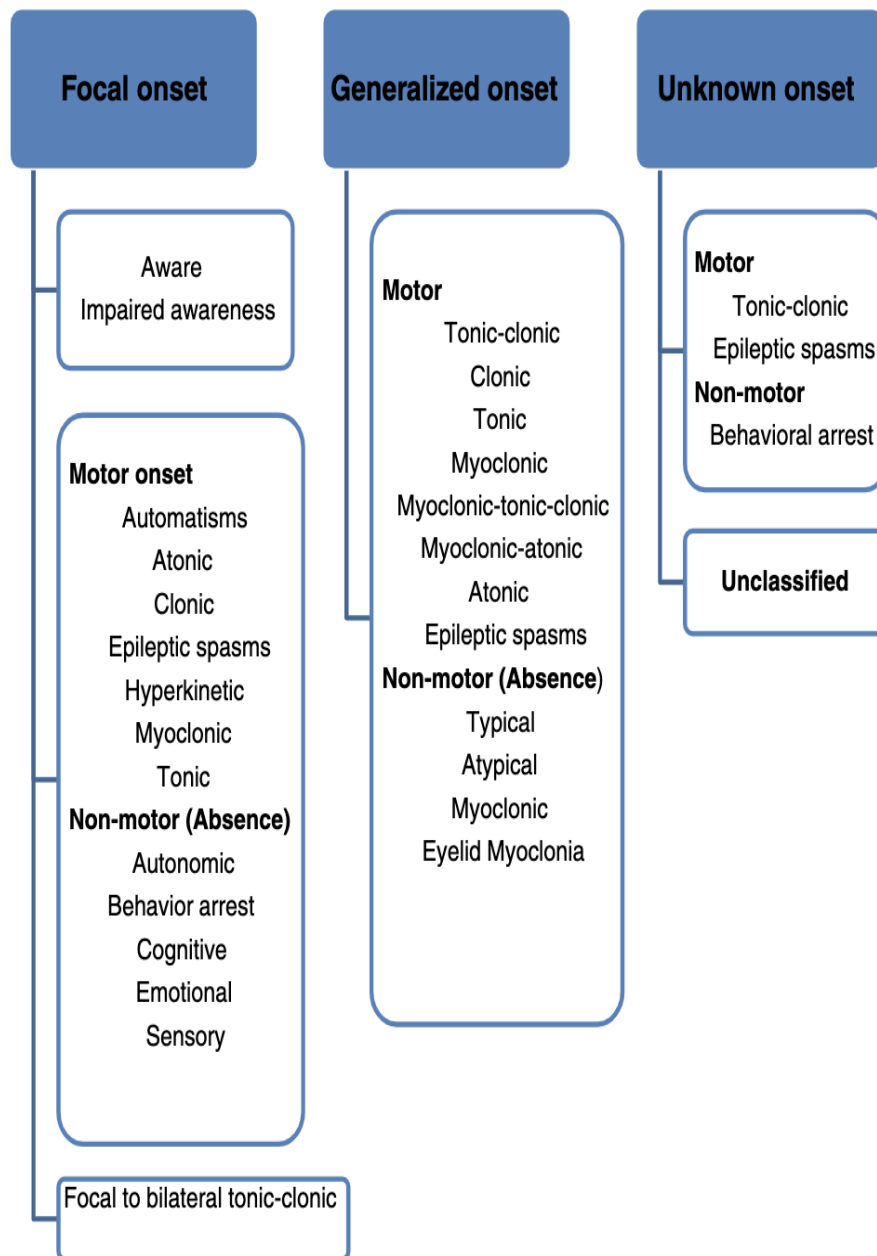 Focal onset
Aware
Impaired awareness
Motor onset
Automatisms
Atonic
Clonic
Epileptic spasms
Hyperkinetic
Myoclonic
Tonic
Non-motor (Absence)
Autonomic
Behavior arrest
Cognitive
Emotional
Sensory
Focal to bilateral tonic-clonic
Generalized onset
Motor
Tonic-clonic
Clonic
Tonic
Myoclonic
Myoclonic-tonic-clonic
Myoclonic-atonic
Atonic
Epileptic spasms
Non-motor (Absence)
Typical
Atypical
Myoclonic
Eyelid Myoclonia
Unknown onset
Motor
Tonic-clonic
Epileptic spasms
Non-motor
Behavioral arrest
Unclassified